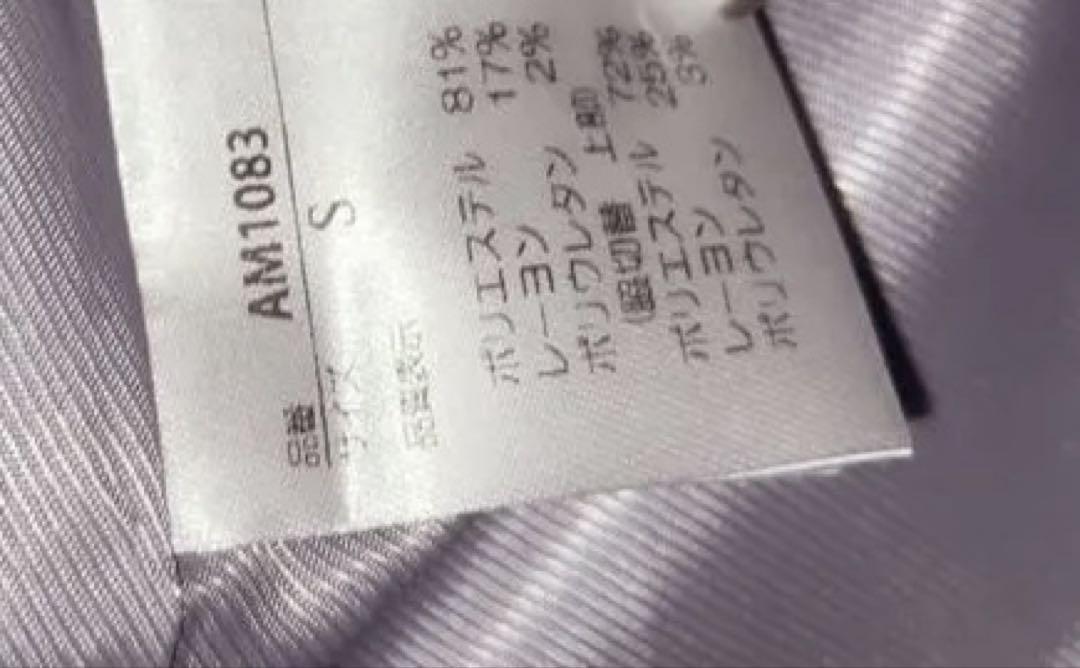 品番 AM1083
サイズ S
品質表示
ポリエステル 81%
レーヨン 17%
ポリウレタン 2%
切替 上部
ポリエステル 72%
レーヨン 25%
ポリウレタン 3%